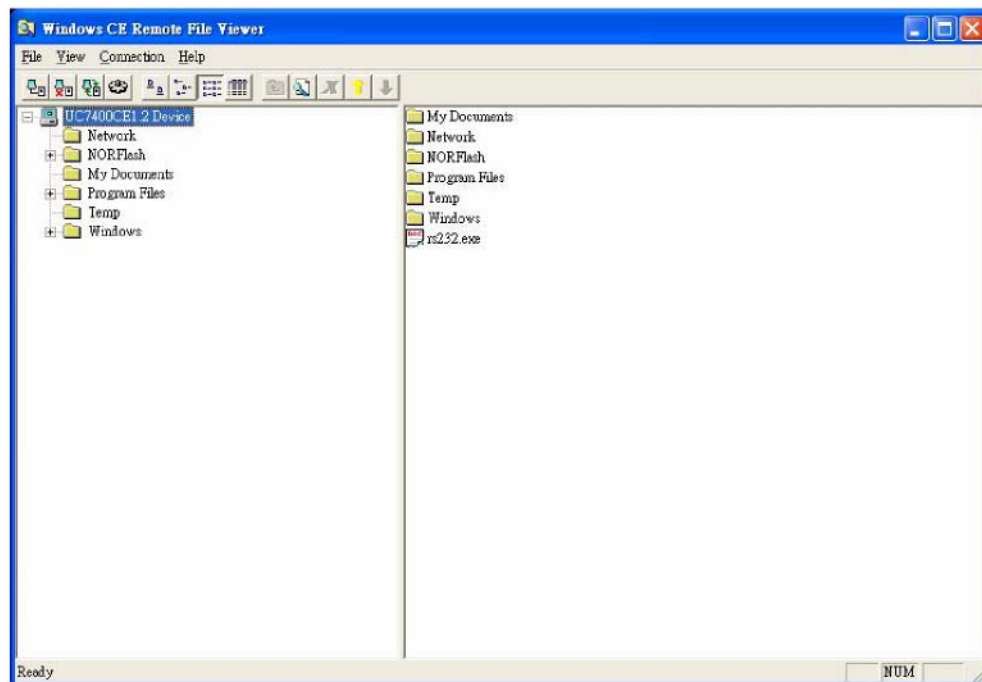 Windows CE Remote File Viewer
File View Connection Help
UC7400CE1.2 Device
Network
NORFlash
My Documents
Program Files
Temp
Windows
My Documents
Network
NORFlash
Program Files
Temp
Windows
rs232.exe
Ready
NUM